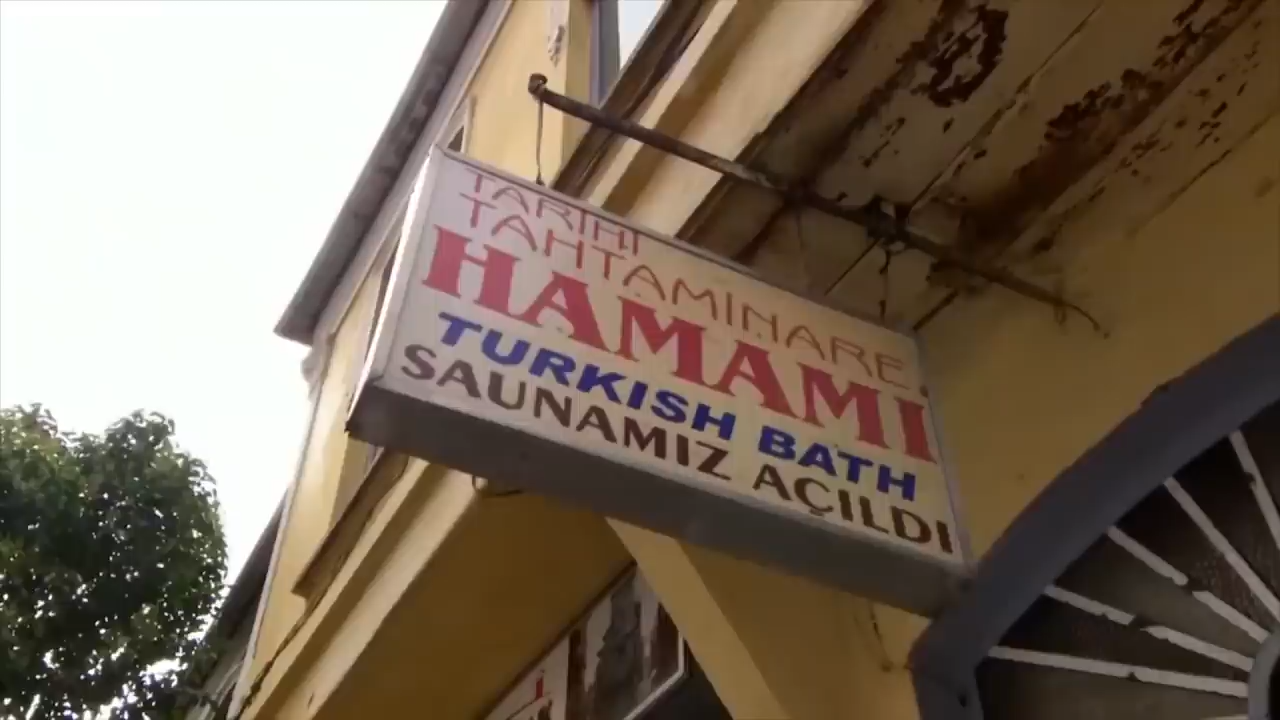 TARİHİ
TAHTAMİNARE
HAMAMI
TURKISH BATH
SAUNAMIZ AÇILDI